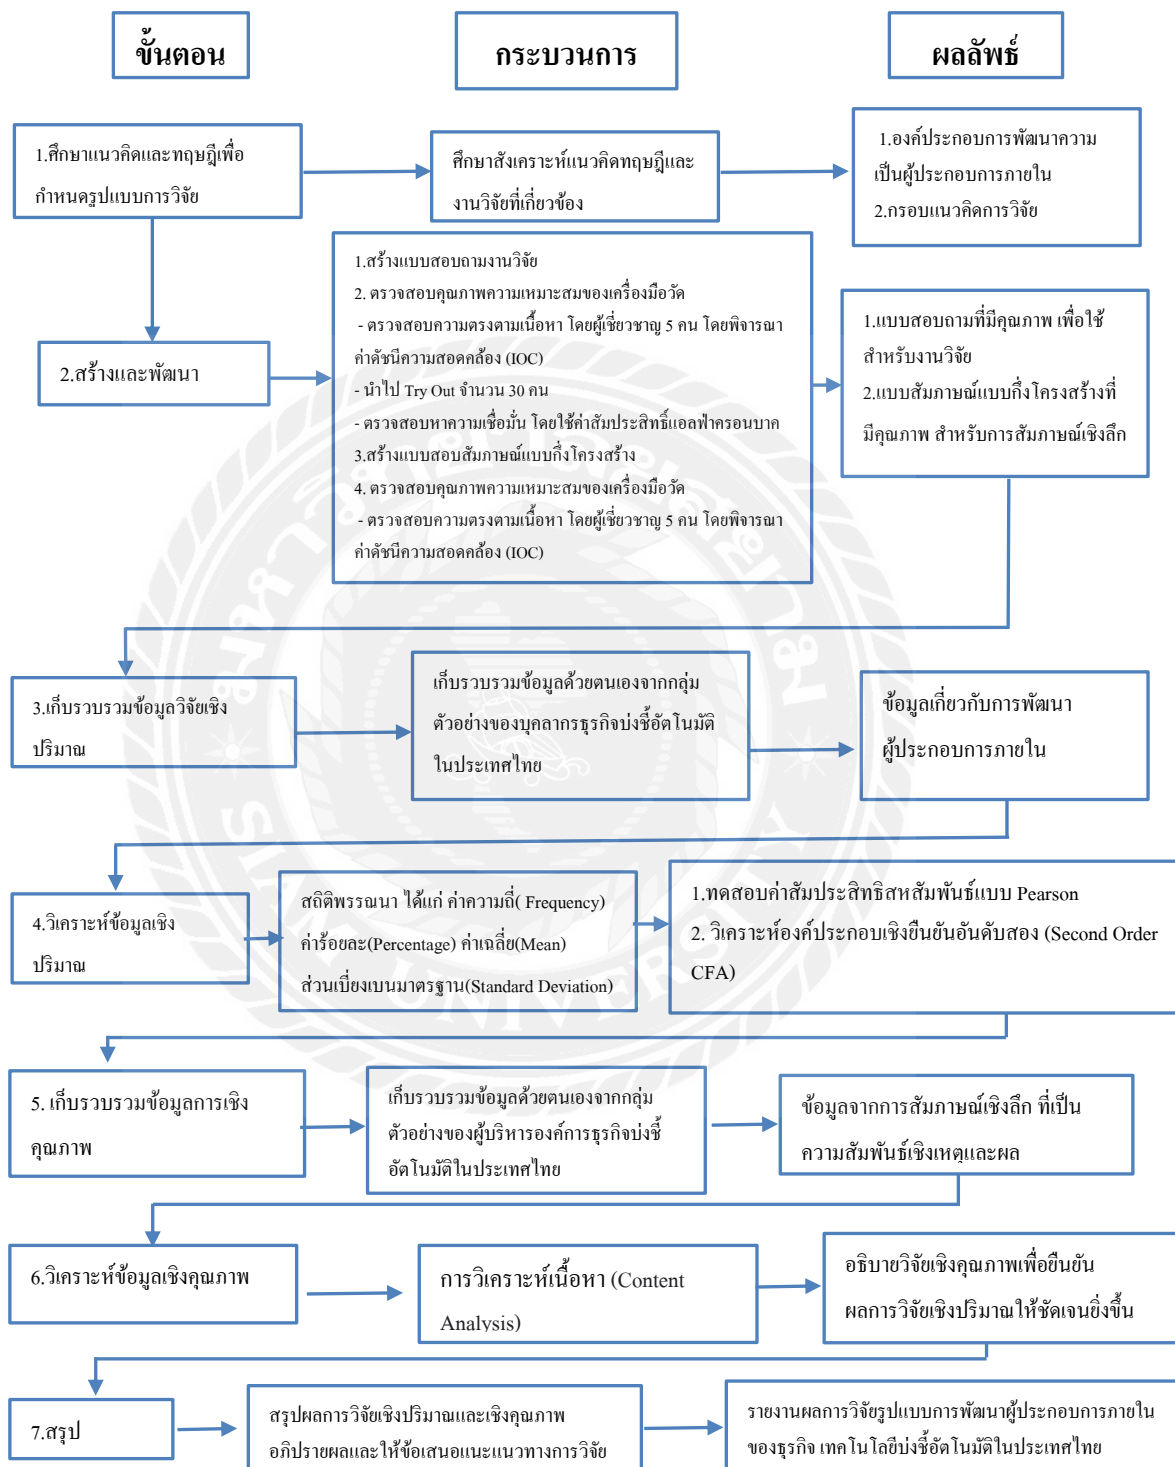 ขั้นตอน
กระบวนการ
ผลลัพธ์
1.ศึกษาแนวคิดและทฤษฎีเพื่อ
กำหนดรูปแบบการวิจัย
ศึกษาสังเคราะห์แนวคิดทฤษฎีและ
งานวิจัยที่เกี่ยวข้อง
1.องค์ประกอบการพัฒนาความ
เป็นผู้ประกอบการภายใน
2.กรอบแนวคิดการวิจัย
2.สร้างและพัฒนา
1.สร้างแบบสอบถามงานวิจัย
2. ตรวจสอบคุณภาพความเหมาะสมของเครื่องมือวัด
- ตรวจสอบความตรงตามเนื้อหา โดยผู้เชี่ยวชาญ 5 คน โดยพิจารณา
ค่าดัชนีความสอดคล้อง (IOC)
- นำไป Try Out จำนวน 30 คน
- ตรวจสอบหาความเชื่อมั่น โดยใช้ค่าสัมประสิทธิ์แอลฟ่าครอนบาค
3.สร้างแบบสอบสัมภาษณ์แบบกึ่งโครงสร้าง
4. ตรวจสอบคุณภาพความเหมาะสมของเครื่องมือวัด
- ตรวจสอบความตรงตามเนื้อหา โดยผู้เชี่ยวชาญ 5 คน โดยพิจารณา
ค่าดัชนีความสอดคล้อง (IOC)
1.แบบสอบถามที่มีคุณภาพ เพื่อใช้
สำหรับงานวิจัย
2.แบบสัมภาษณ์แบบกึ่งโครงสร้างที่
มีคุณภาพ สำหรับการสัมภาษณ์เชิงลึก
3.เก็บรวบรวมข้อมูลวิจัยเชิง
ปริมาณ
เก็บรวบรวมข้อมูลด้วยตนเองจากกลุ่ม
ตัวอย่างของบุคลากรธุรกิจบ่งชี้อัตโนมัติ
ในประเทศไทย
ข้อมูลเกี่ยวกับการพัฒนา
ผู้ประกอบการภายใน
4.วิเคราะห์ข้อมูลเชิง
ปริมาณ
สถิติพรรณนา ได้แก่ ค่าความถี่( Frequency)
ค่าร้อยละ(Percentage) ค่าเฉลี่ย(Mean)
ส่วนเบี่ยงเบนมาตรฐาน(Standard Deviation)
1.ทดสอบค่าสัมประสิทธิสหสัมพันธ์แบบ Pearson
2. วิเคราะห์องค์ประกอบเชิงยืนยันอันดับสอง (Second Order
CFA)
5. เก็บรวบรวมข้อมูลการเชิง
คุณภาพ
เก็บรวบรวมข้อมูลด้วยตนเองจากกลุ่ม
ตัวอย่างของผู้บริหารองค์การธุรกิจบ่งชี้
อัตโนมัติในประเทศไทย
ข้อมูลจากการสัมภาษณ์เชิงลึก ที่เป็น
ความสัมพันธ์เชิงเหตุและผล
6.วิเคราะห์ข้อมูลเชิงคุณภาพ
การวิเคราะห์เนื้อหา (Content
Analysis)
อธิบายวิจัยเชิงคุณภาพเพื่อยืนยัน
ผลการวิจัยเชิงปริมาณให้ชัดเจนยิ่งขึ้น
7.สรุป
สรุปผลการวิจัยเชิงปริมาณและเชิงคุณภาพ
อภิปรายผลและให้ข้อเสนอแนะแนวทางการวิจัย
รายงานผลการวิจัยรูปแบบการพัฒนาผู้ประกอบการภายใน
ของธุรกิจ เทคโนโลยีบ่งชี้อัตโนมัติในประเทศไทย
มหาวิทยาลัยสยาม
SIAM UNIVERSITY